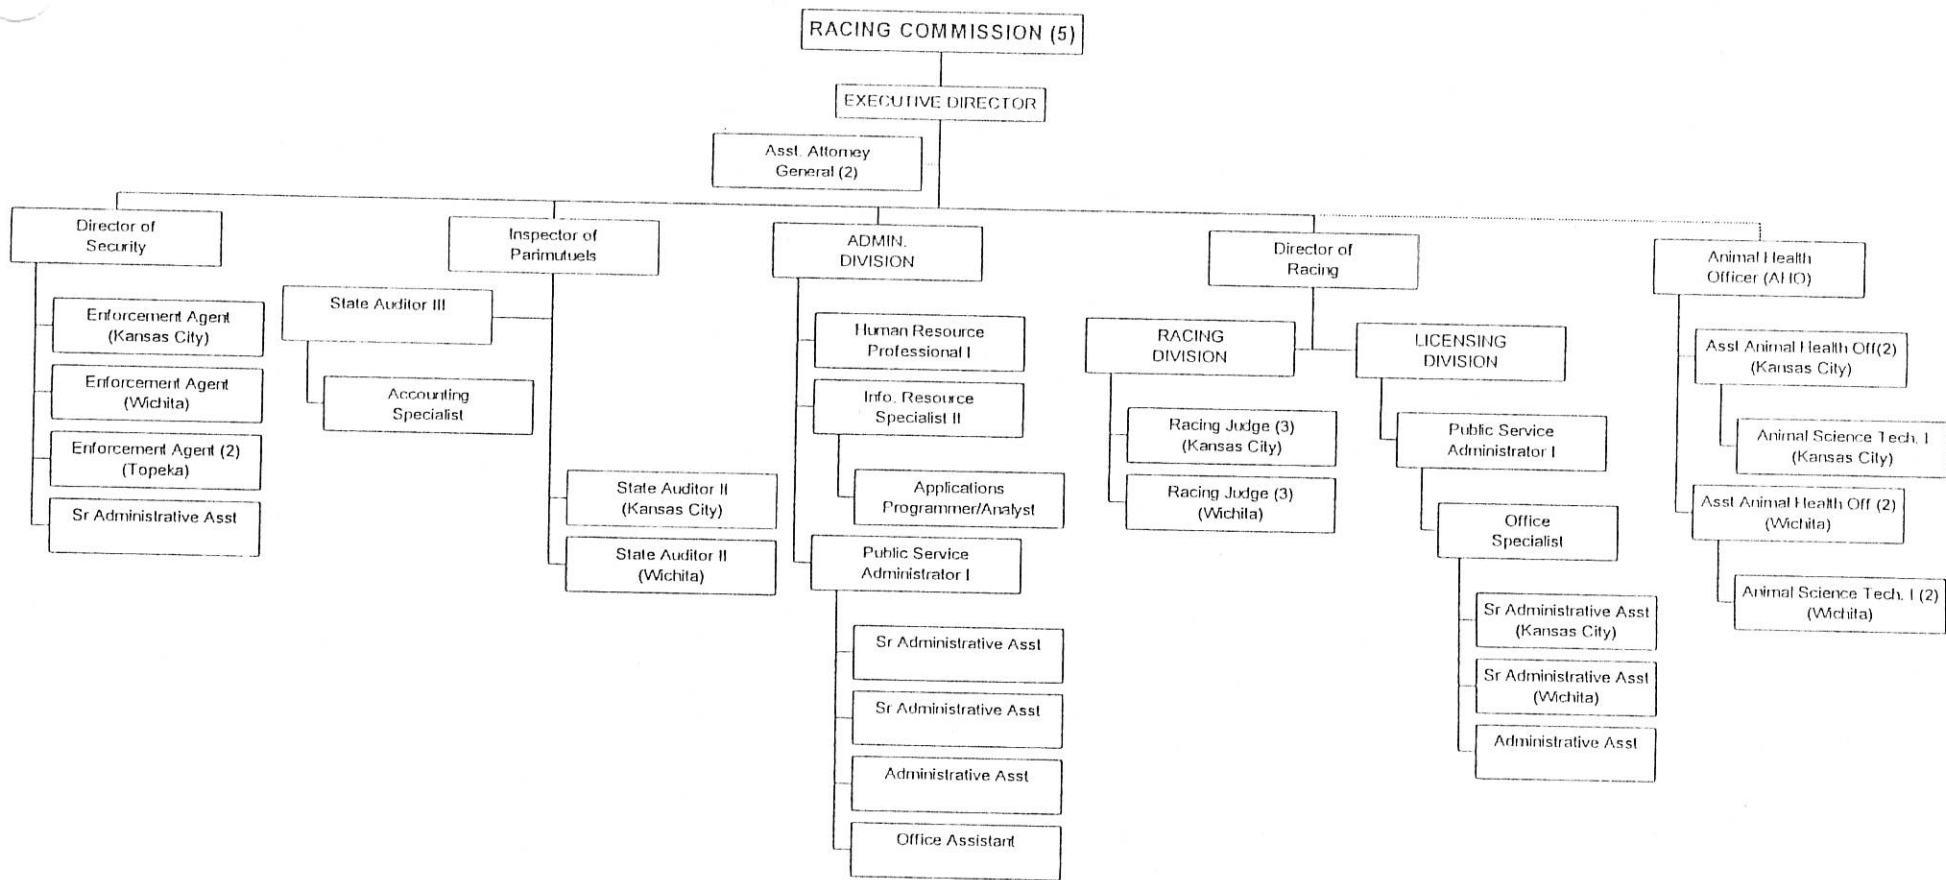 RACING COMMISSION (5)
EXECUTIVE DIRECTOR
Asst. Attorney
General (2)
Director of
Security
Enforcement Agent
(Kansas City)
Enforcement Agent
(Wichita)
Enforcement Agent (2)
(Topeka)
Sr Administrative Asst
Inspector of
Parimutuels
State Auditor III
Accounting
Specialist
State Auditor II
(Kansas City)
State Auditor II
(Wichita)
ADMIN.
DIVISION
Human Resource
Professional I
Info. Resource
Specialist II
Applications
Programmer/Analyst
Public Service
Administrator I
Sr Administrative Asst
Sr Administrative Asst
Administrative Asst
Office Assistant
Director of
Racing
RACING
DIVISION
Racing Judge (3)
(Kansas City)
Racing Judge (3)
(Wichita)
LICENSING
DIVISION
Public Service
Administrator I
Office
Specialist
Sr Administrative Asst
(Kansas City)
Sr Administrative Asst
(Wichita)
Administrative Asst
Animal Health
Officer (AHO)
Asst Animal Health Off(2)
(Kansas City)
Animal Science Tech. I
(Kansas City)
Asst Animal Health Off (2)
(Wichita)
Animal Science Tech. I (2)
(Wichita)